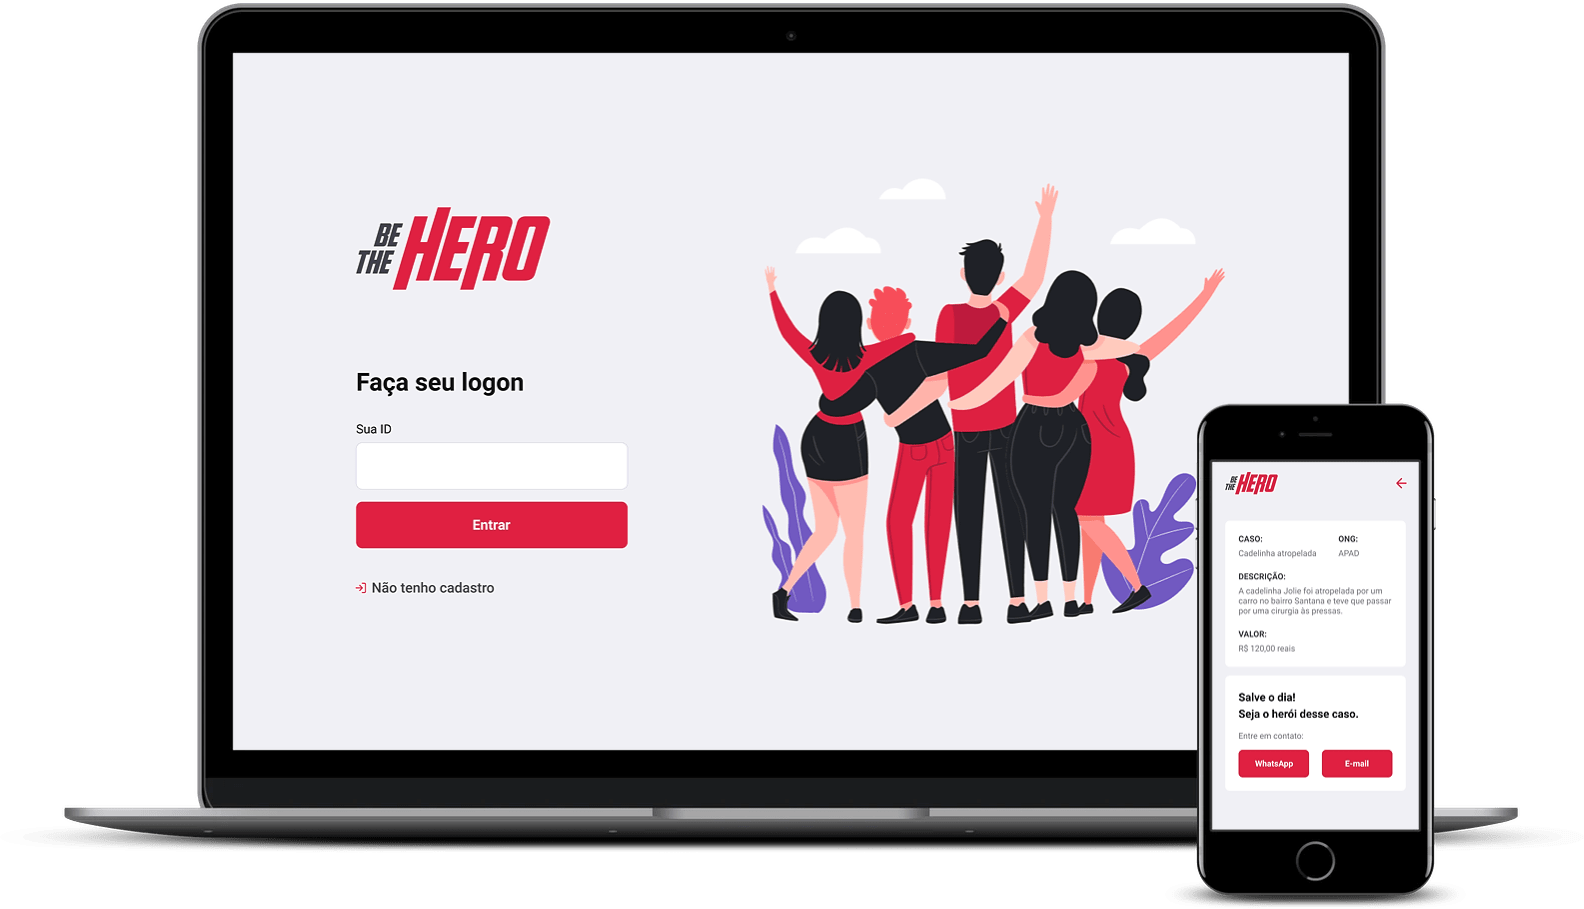 BE
THE HERO
Faça seu logon
Sua ID
Entrar
Não tenho cadastro
BE
THE HERO
CASO: ONG:
Cadelinha atropelada APAD
DESCRIÇÃO:
A cadelinha Jolie foi atropelada por um
carro no bairro Santana e teve que passar
por uma cirurgia às pressas.
VALOR:
R$ 120,00 reais
Salve o dia!
Seja o herói desse caso.
Entre em contato:
WhatsApp E-mail